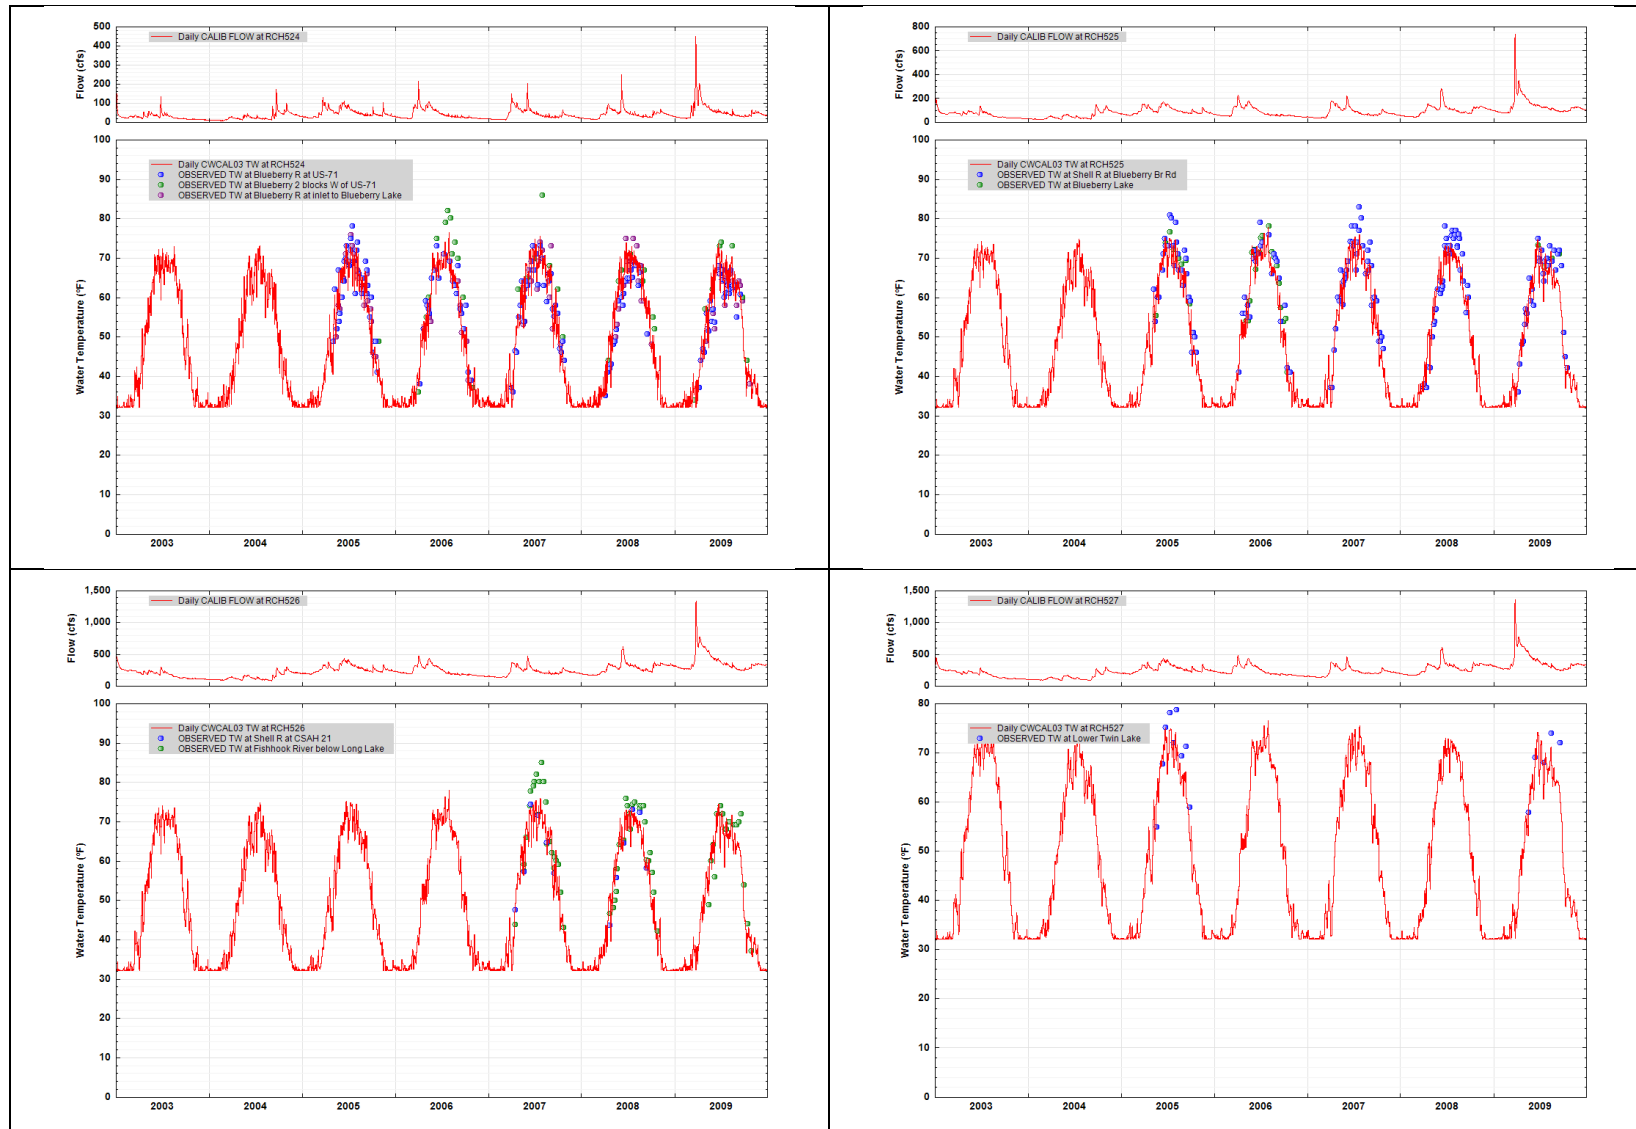 Flow (cfs)
500
400
300
200
100
0
Daily CALIB FLOW at RCH524
Water Temperature (°F)
100
90
80
70
60
50
40
30
20
10
0
Daily CWCAL03 TW at RCH524
OBSERVED TW at Blueberry R at US-71
OBSERVED TW at Blueberry 2 blocks W of US-71
OBSERVED TW at Blueberry R at inlet to Blueberry Lake
2003 2004 2005 2006 2007 2008 2009
Flow (cfs)
800
600
400
200
0
Daily CALIB FLOW at RCH525
Water Temperature (°F)
100
90
80
70
60
50
40
30
20
10
0
Daily CWCAL03 TW at RCH525
OBSERVED TW at Shell R at Blueberry Br Rd
OBSERVED TW at Blueberry Lake
2003 2004 2005 2006 2007 2008 2009
Flow (cfs)
1,500
1,000
500
0
Daily CALIB FLOW at RCH526
Water Temperature (°F)
100
90
80
70
60
50
40
30
20
10
0
Daily CWCAL03 TW at RCH526
OBSERVED TW at Shell R at CSAH 21
OBSERVED TW at Fishhook River below Long Lake
2003 2004 2005 2006 2007 2008 2009
Flow (cfs)
1,500
1,000
500
0
Daily CALIB FLOW at RCH527
Water Temperature (°F)
80
70
60
50
40
30
20
10
0
Daily CWCAL03 TW at RCH527
OBSERVED TW at Lower Twin Lake
2003 2004 2005 2006 2007 2008 2009